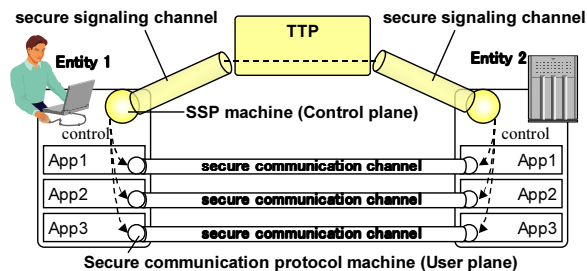 secure signaling channel
secure signaling channel
TTP
Entity 1
Entity 2
SSP machine (Control plane)
control
control
App1
secure communication channel
App1
App2
secure communication channel
App2
App3
secure communication channel
App3
Secure communication protocol machine (User plane)